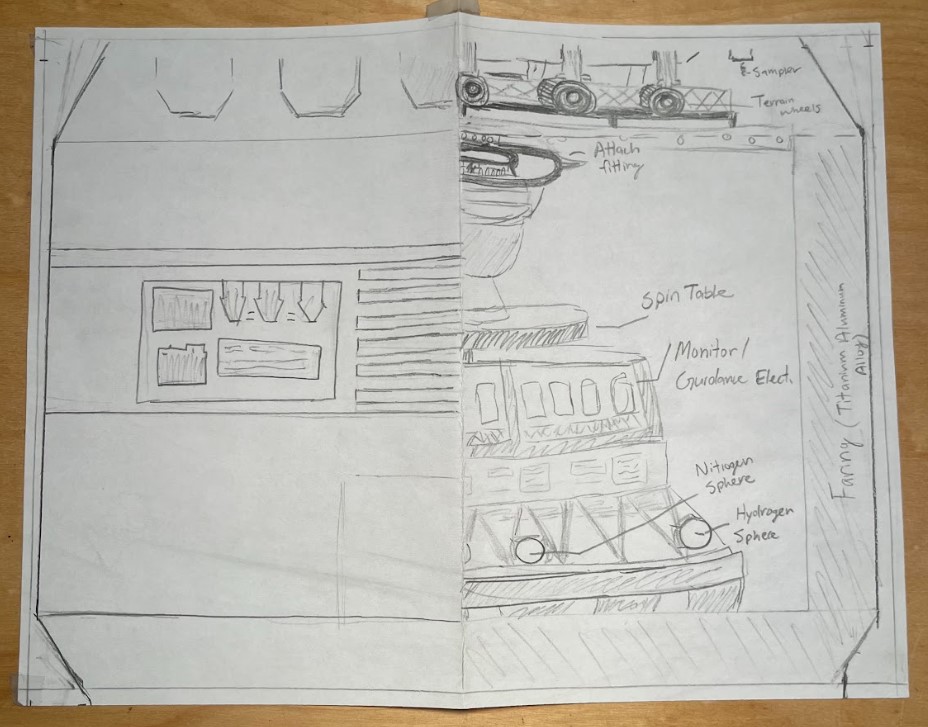 E-Sampler
Terrain
wheels
Attach
fitting
Spin Table
Monitor/
Guidance Elect.
Nitrogen
Sphere
Hydrogen
Sphere
Faring (Titanium Aluminum
Alloy)